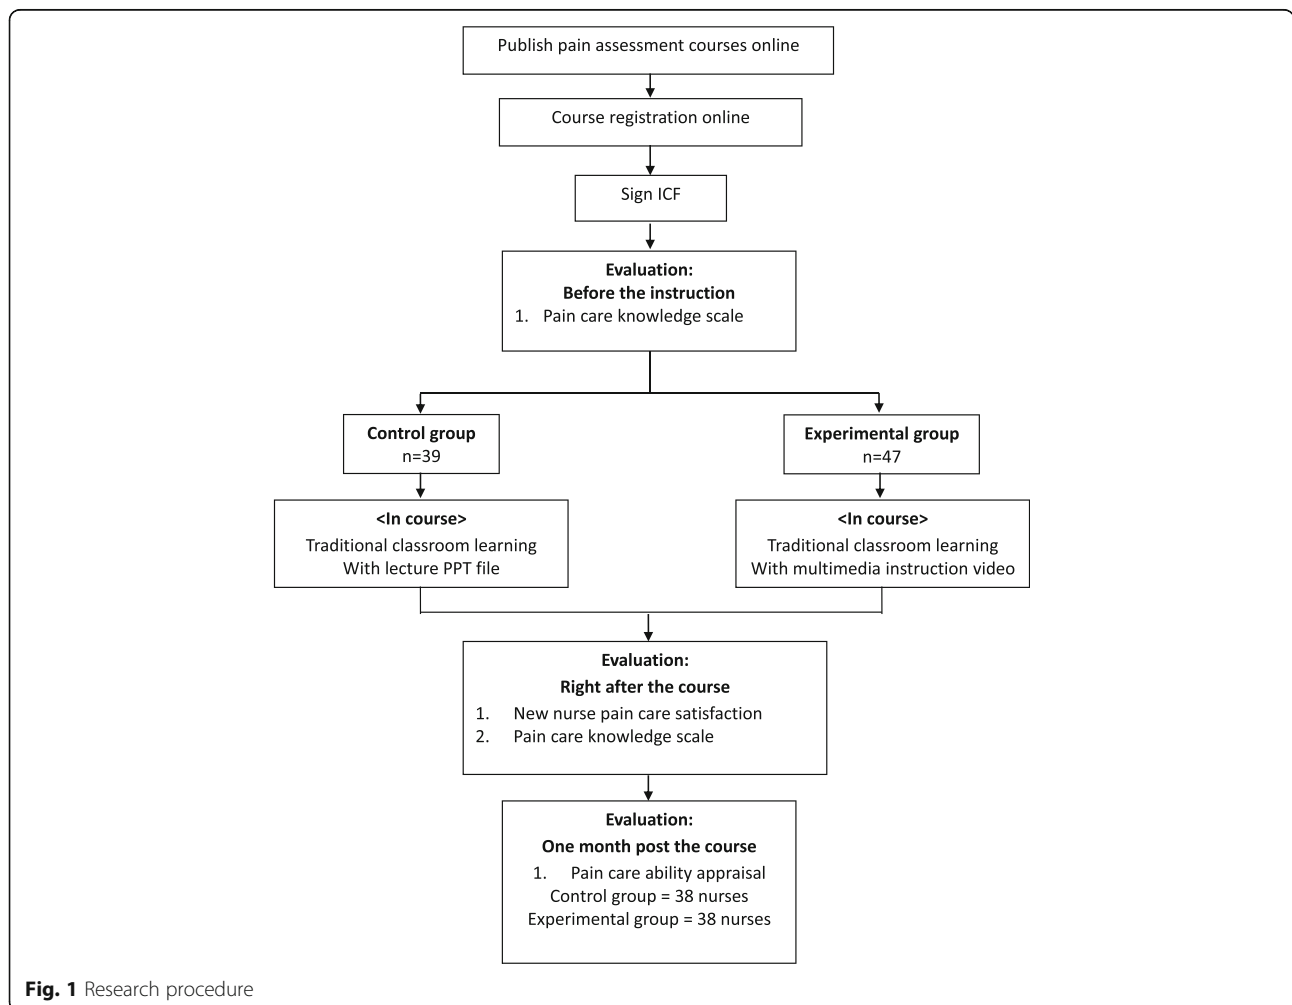 Publish pain assessment courses online
Course registration online
Sign ICF
Evaluation:
Before the instruction
1. Pain care knowledge scale
Control group
n=39
Experimental group
n=47
<In course>
Traditional classroom learning
With lecture PPT file
<In course>
Traditional classroom learning
With multimedia instruction video
Evaluation:
Right after the course
1. New nurse pain care satisfaction
2. Pain care knowledge scale
Evaluation:
One month post the course
1. Pain care ability appraisal
Control group = 38 nurses
Experimental group = 38 nurses
Fig. 1 Research procedure